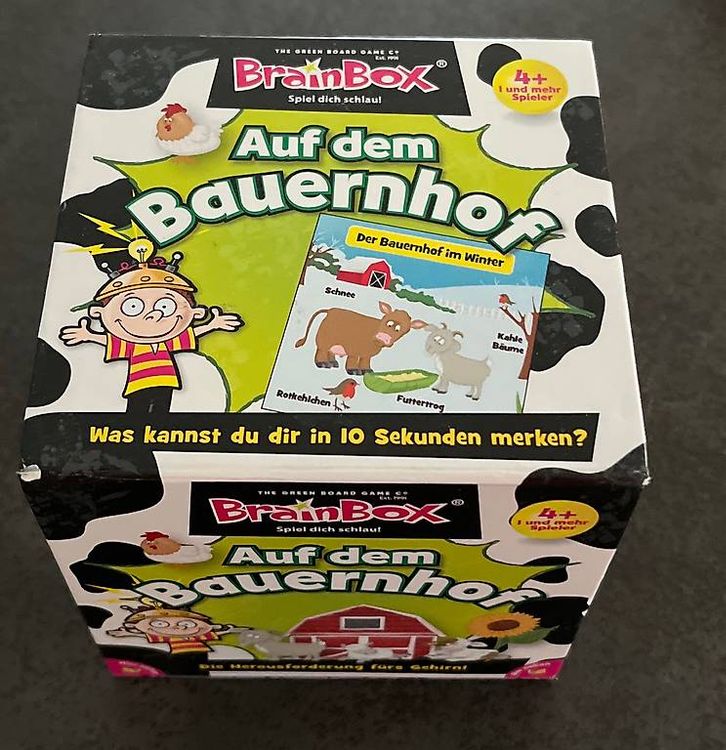 THE GREEN BOARD GAME Cº
Est. 1991
BrainBox®
Spiel dich schlau!
4+
1 und mehr
Spieler
Auf dem
Bauernhof
Der Bauernhof im Winter
Schnee
Kahle
Bäume
Rotkehlchen
Futtertrog
Was kannst du dir in 10 Sekunden merken?
THE GREEN BOARD GAME Cº
Est. 1991
BrainBox®
Spiel dich schlau!
4+
1 und mehr
Spieler
Auf dem
Bauernhof
Die Herausforderung fürs Gehirn!